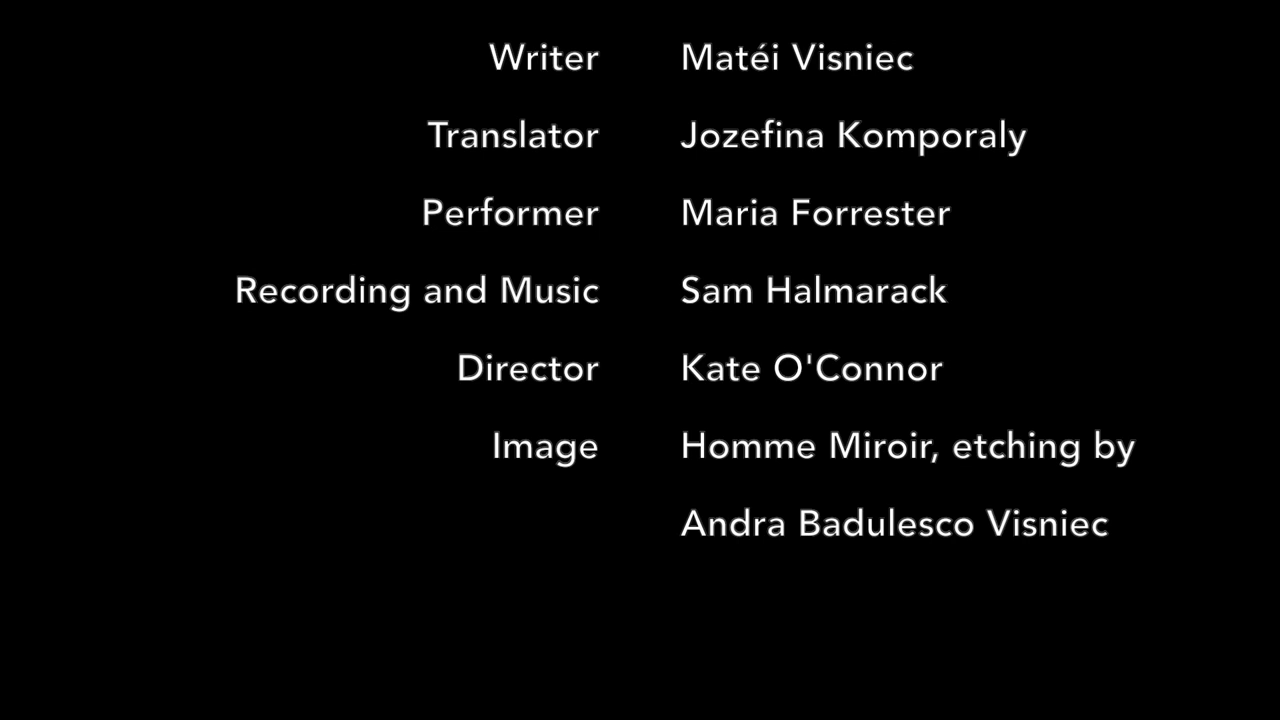 Writer Matéi Visniec
Translator Jozefina Komporaly
Performer Maria Forrester
Recording and Music Sam Halmarack
Director Kate O'Connor
Image Homme Miroir, etching by
Andra Badulesco Visniec